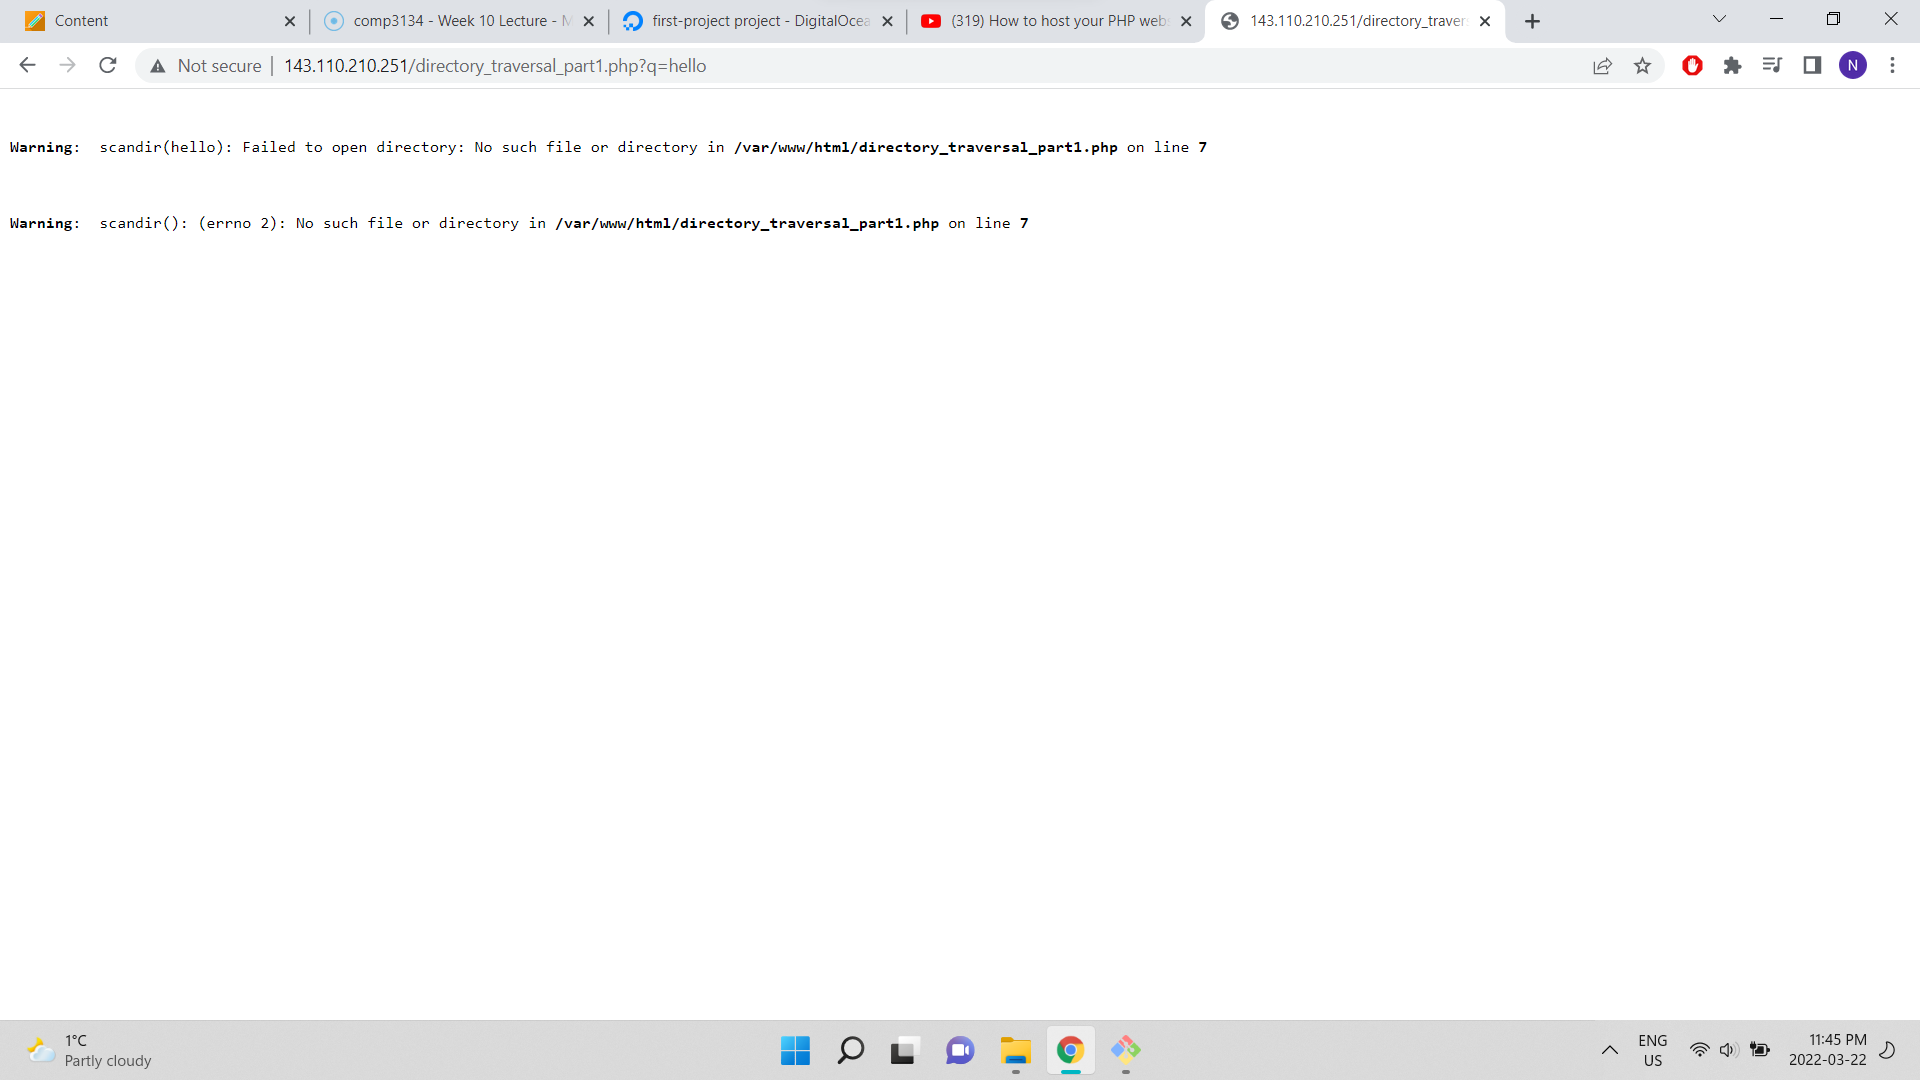 Content
comp3134 - Week 10 Lecture - M
first-project project - DigitalOcea
(319) How to host your PHP web
143.110.210.251/directory_traver
Not secure
143.110.210.251/directory_traversal_part1.php?q=hello
N
Warning: scandir(hello): Failed to open directory: No such file or directory in /var/www/html/directory_traversal_part1.php on line 7
Warning: scandir(): (errno 2): No such file or directory in /var/www/html/directory_traversal_part1.php on line 7
1°C
Partly cloudy
ENG
US
11:45 PM
2022-03-22